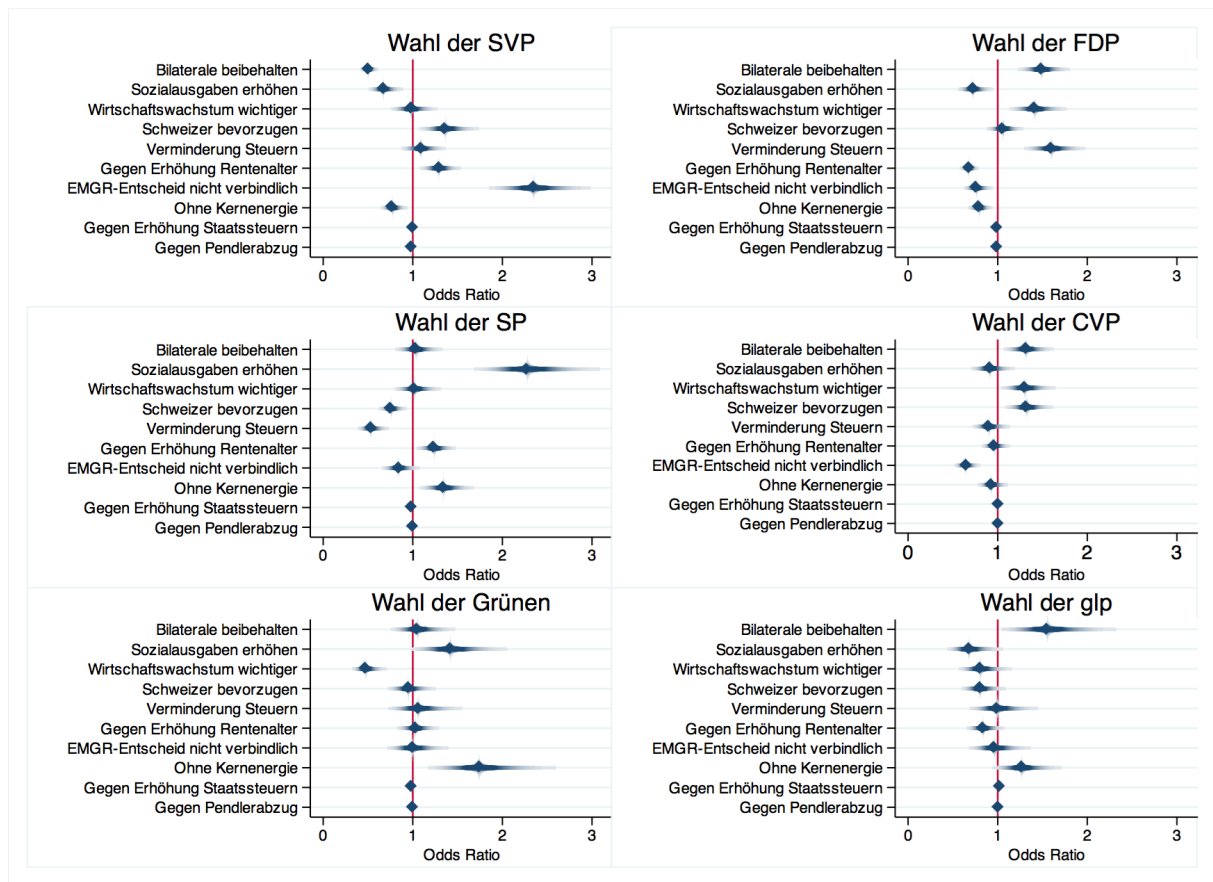 Wahl der SVP
Bilaterale beibehalten
Sozialausgaben erhöhen
Wirtschaftswachstum wichtiger
Schweizer bevorzugen
Verminderung Steuern
Gegen Erhöhung Rentenalter
EMGR-Entscheid nicht verbindlich
Ohne Kernenergie
Gegen Erhöhung Staatssteuern
Gegen Pendlerabzug
0 1 2 3
Odds Ratio
Wahl der FDP
Bilaterale beibehalten
Sozialausgaben erhöhen
Wirtschaftswachstum wichtiger
Schweizer bevorzugen
Verminderung Steuern
Gegen Erhöhung Rentenalter
EMGR-Entscheid nicht verbindlich
Ohne Kernenergie
Gegen Erhöhung Staatssteuern
Gegen Pendlerabzug
0 1 2 3
Odds Ratio
Wahl der SP
Bilaterale beibehalten
Sozialausgaben erhöhen
Wirtschaftswachstum wichtiger
Schweizer bevorzugen
Verminderung Steuern
Gegen Erhöhung Rentenalter
EMGR-Entscheid nicht verbindlich
Ohne Kernenergie
Gegen Erhöhung Staatssteuern
Gegen Pendlerabzug
0 1 2 3
Odds Ratio
Wahl der CVP
Bilaterale beibehalten
Sozialausgaben erhöhen
Wirtschaftswachstum wichtiger
Schweizer bevorzugen
Verminderung Steuern
Gegen Erhöhung Rentenalter
EMGR-Entscheid nicht verbindlich
Ohne Kernenergie
Gegen Erhöhung Staatssteuern
Gegen Pendlerabzug
0 1 2 3
Odds Ratio
Wahl der Grünen
Bilaterale beibehalten
Sozialausgaben erhöhen
Wirtschaftswachstum wichtiger
Schweizer bevorzugen
Verminderung Steuern
Gegen Erhöhung Rentenalter
EMGR-Entscheid nicht verbindlich
Ohne Kernenergie
Gegen Erhöhung Staatssteuern
Gegen Pendlerabzug
0 1 2 3
Odds Ratio
Wahl der glp
Bilaterale beibehalten
Sozialausgaben erhöhen
Wirtschaftswachstum wichtiger
Schweizer bevorzugen
Verminderung Steuern
Gegen Erhöhung Rentenalter
EMGR-Entscheid nicht verbindlich
Ohne Kernenergie
Gegen Erhöhung Staatssteuern
Gegen Pendlerabzug
0 1 2 3
Odds Ratio